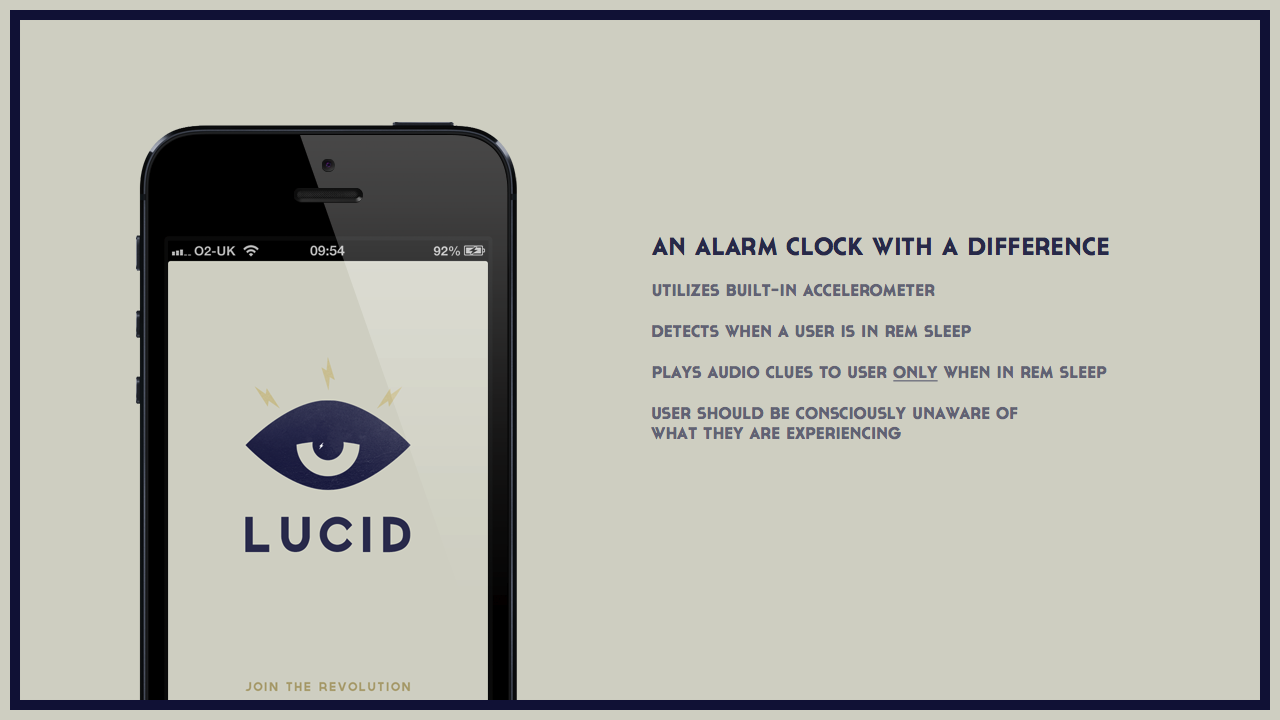 O2-UK 09:54 92%
LUCID
JOIN THE REVOLUTION
AN ALARM CLOCK WITH A DIFFERENCE
UTILIZES BUILT-IN ACCELEROMETER
DETECTS WHEN A USER IS IN REM SLEEP
PLAYS AUDIO CLUES TO USER ONLY WHEN IN REM SLEEP
USER SHOULD BE CONSCIOUSLY UNAWARE OF
WHAT THEY ARE EXPERIENCING